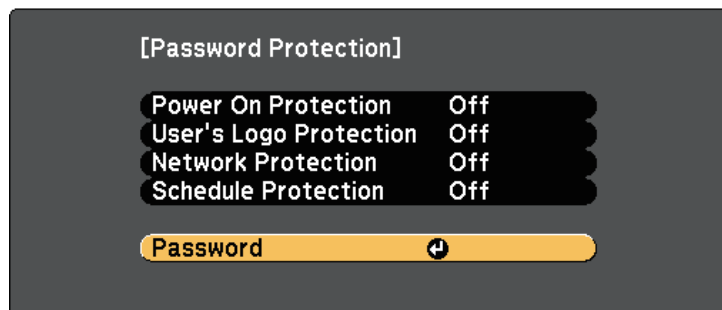 [Password Protection]
Power On Protection Off
User's Logo Protection Off
Network Protection Off
Schedule Protection Off
Password